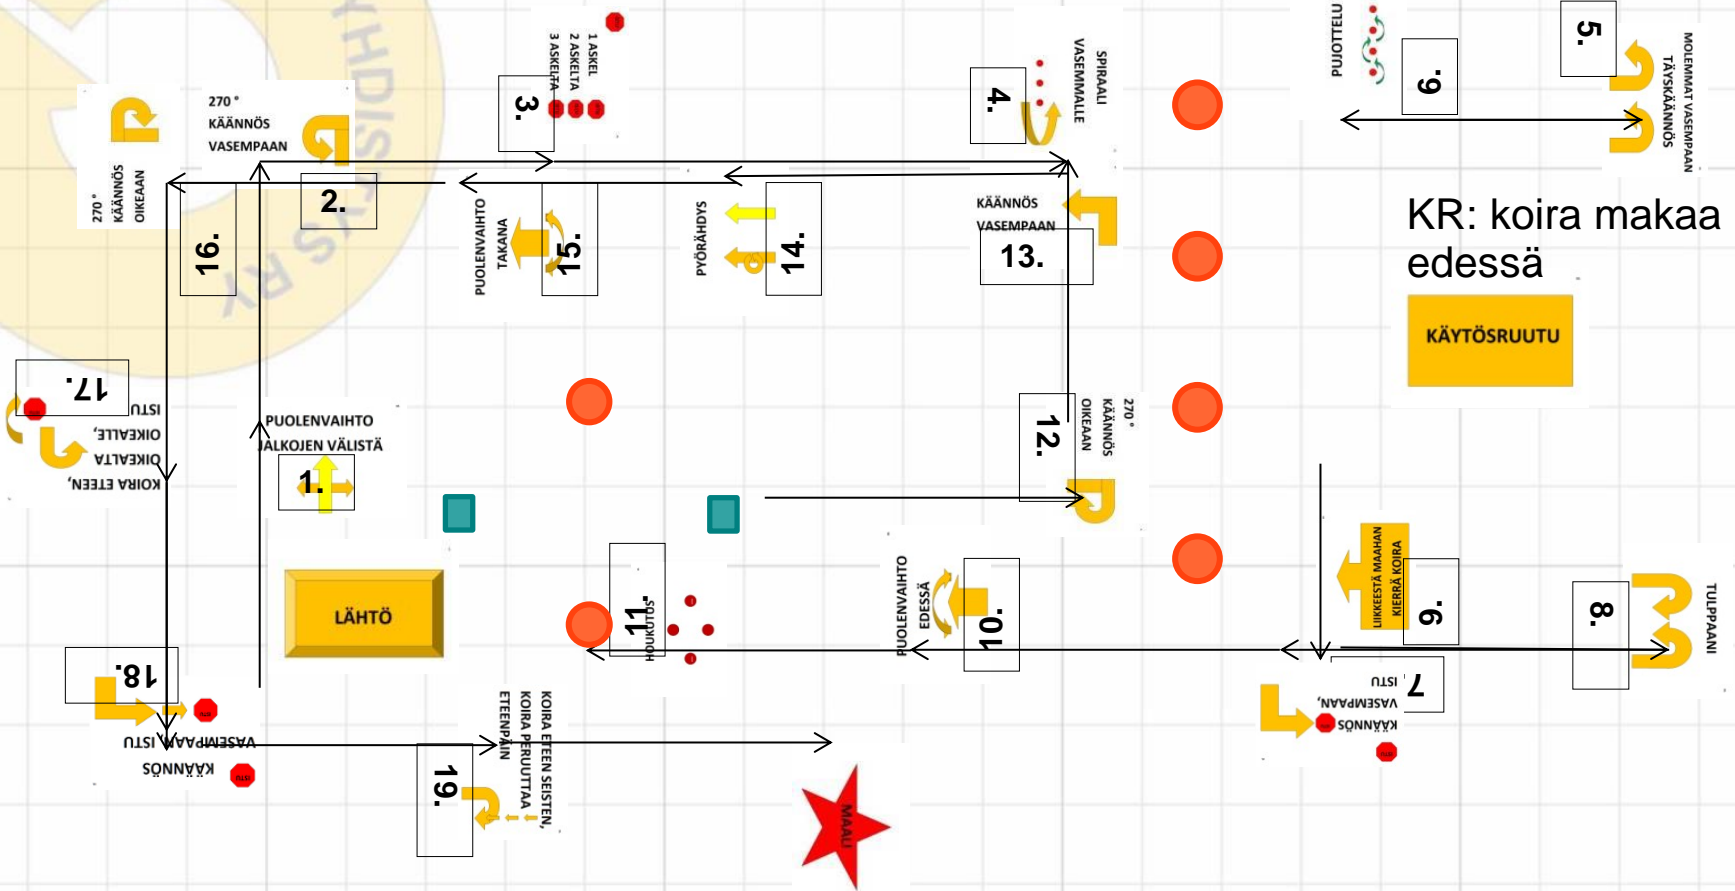 YHDISTYS RY
1 ASKEL
2 ASKELTA
3 ASKELTA
3.
SPIRAALI
VASEMMALLE
4.
PUJOTTELU
9.
5.
MOLEMMAT VASEMPAAN
TÄYSKÄÄNNÖS
270 °
KÄÄNNÖS
OIKEAAN
16.
270 °
KÄÄNNÖS
VASEMPAAN
2.
PUOLENVAIHTO
TAKANA
15.
PYÖRÄHDYS
14.
KÄÄNNÖS
VASEMPAAN
13.
KR: koira makaa
edessä
KÄYTÖSRUUTU
17.
KOIRA ETEEN,
OIKEALTA
OIKEALLE,
ISTU
PUOLENVAIHTO
JALKOJEN VÄLISTÄ
1.
270 °
KÄÄNNÖS
OIKEAAN
12.
LÄHTÖ
11.
HOUKUTUS
PUOLENVAIHTO
EDESSÄ
10.
LIIKKEESTÄ MAAHAN
KIERRÄ KOIRA
6.
8.
TULPPAANI
7.
KÄÄNNÖS
VASEMPAAN,
ISTU
18.
KÄÄNNÖS
VASEMPAAN, ISTU
19.
KOIRA ETEEN SEISTEN,
KOIRA PERUUTTAA
ETEENPÄIN
MAALI